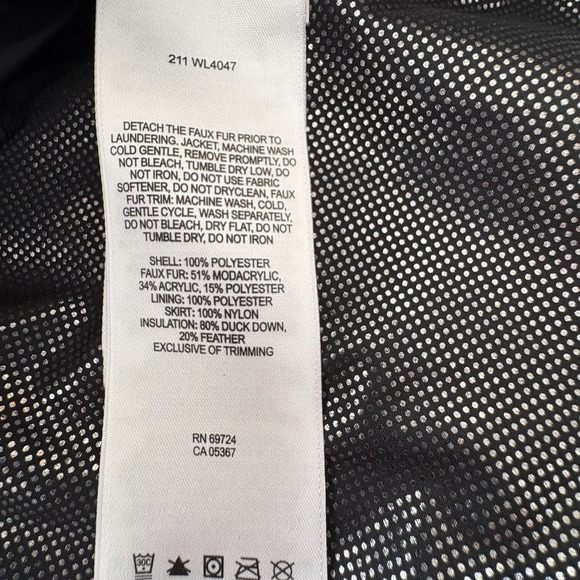 211 WL4047
DETACH THE FAUX FUR PRIOR TO
LAUNDERING. JACKET, MACHINE WASH
COLD GENTLE, REMOVE PROMPTLY, DO
NOT BLEACH, TUMBLE DRY LOW, DO
NOT IRON, DO NOT USE FABRIC
SOFTENER, DO NOT DRYCLEAN, FAUX
FUR TRIM: MACHINE WASH, COLD,
GENTLE CYCLE, WASH SEPARATELY,
DO NOT BLEACH, DRY FLAT, DO NOT
TUMBLE DRY, DO NOT IRON
SHELL: 100% POLYESTER
FAUX FUR: 51% MODACRYLIC,
34% ACRYLIC, 15% POLYESTER
LINING: 100% POLYESTER
SKIRT: 100% NYLON
INSULATION: 80% DUCK DOWN,
20% FEATHER
EXCLUSIVE OF TRIMMING
RN 69724
CA 05367
30C